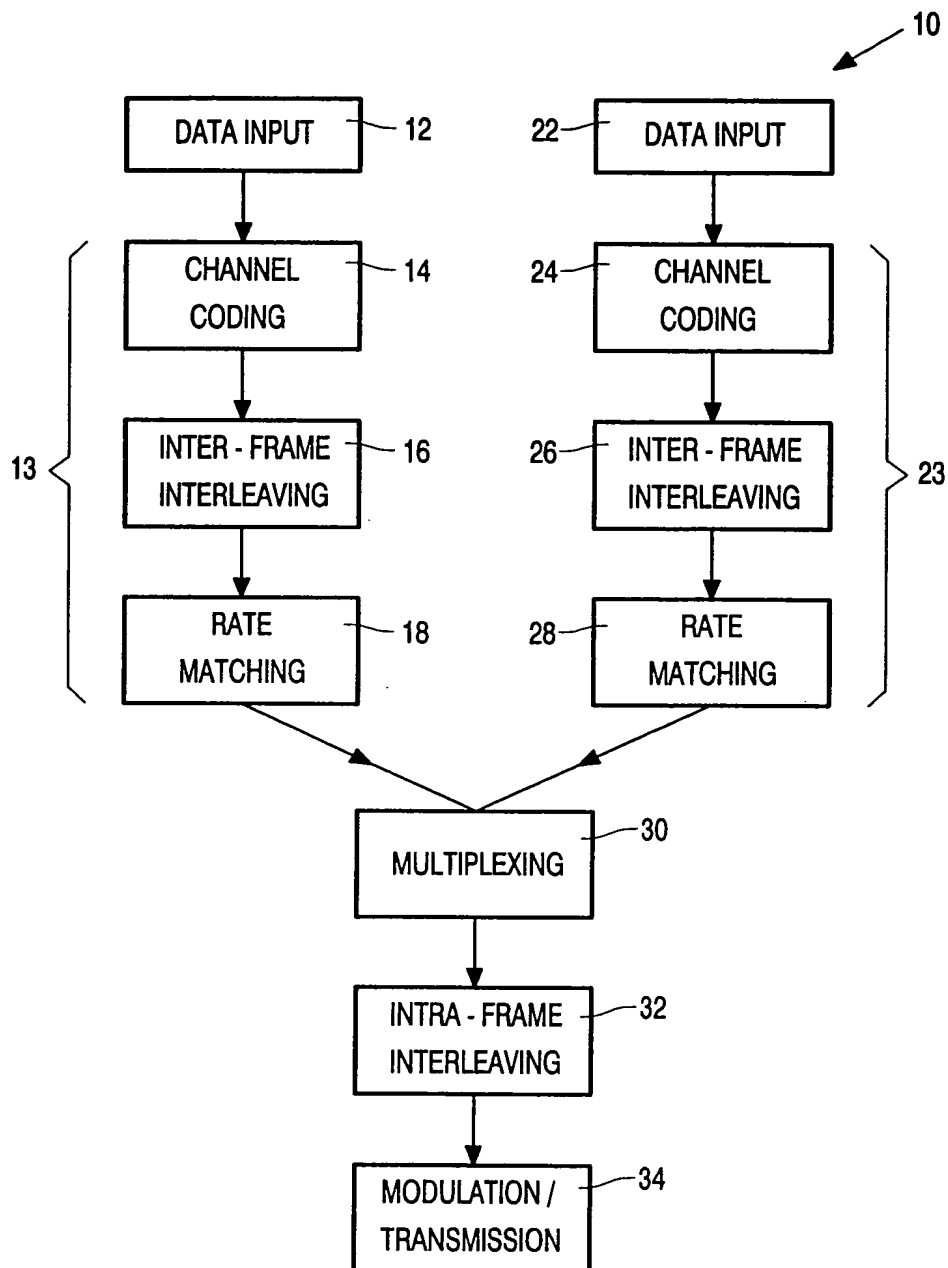 10
DATA INPUT
12
22
DATA INPUT
CHANNEL
CODING
14
24
CHANNEL
CODING
13
INTER - FRAME
INTERLEAVING
16
26
INTER - FRAME
INTERLEAVING
23
RATE
MATCHING
18
28
RATE
MATCHING
MULTIPLEXING
30
INTRA - FRAME
INTERLEAVING
32
MODULATION /
TRANSMISSION
34